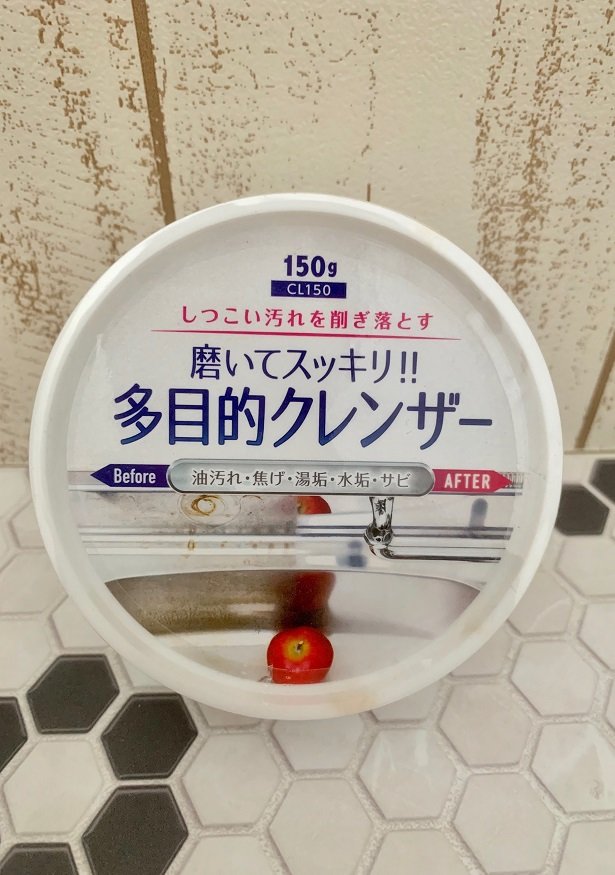 150g
CL150
しつこい汚れを削ぎ落とす
磨いてスッキリ!!
多目的クレンザー
Before 油汚れ・焦げ・湯垢・水垢・サビ AFTER